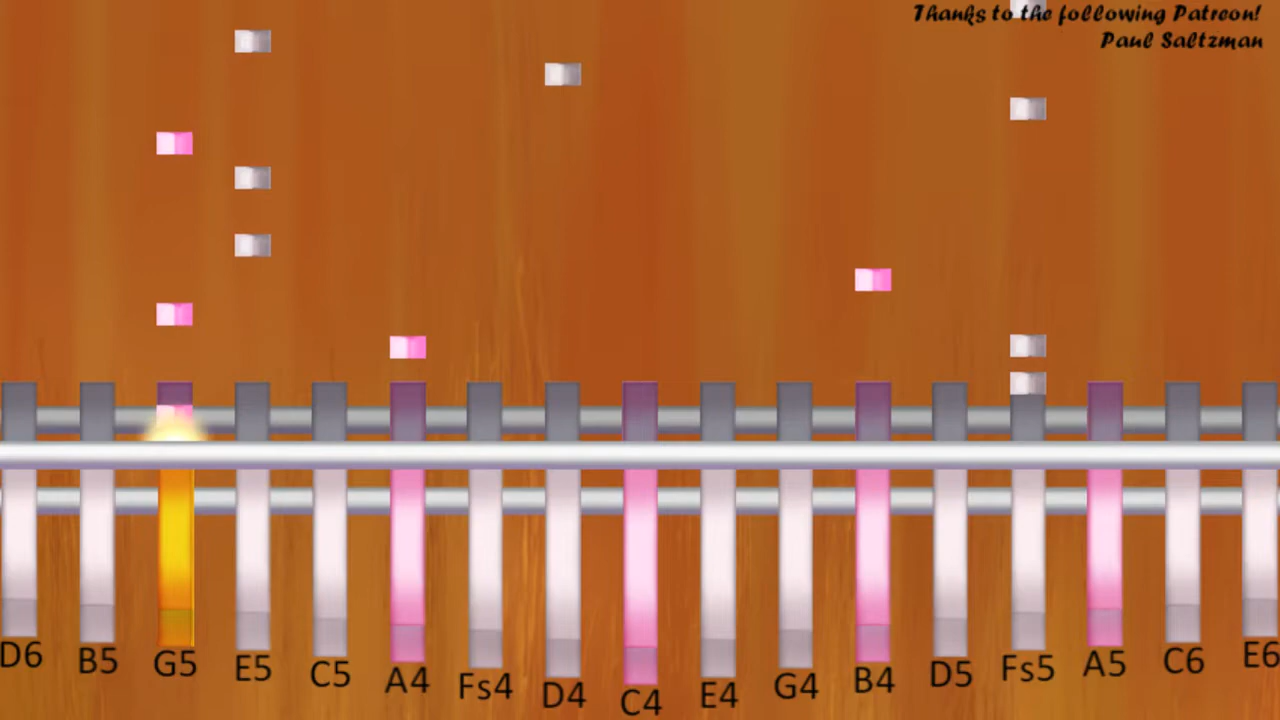 Thanks to the following Patreon!
Paul Saltzman
D6 B5 G5 E5 C5 A4 Fs4 D4 C4 E4 G4 B4 D5 Fs5 A5 C6 E6